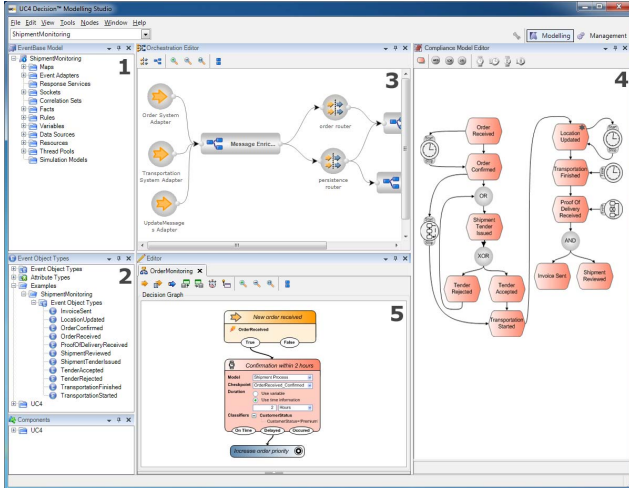 UC4 Decision™ Modelling Studio
File Edit View Tools Nodes Window Help
ShipmentMonitoring
Modelling
Management
EventBase Model
1
ShipmentMonitoring
Maps
Event Adapters
Response Services
Sockets
Correlation Sets
Facts
Rules
Variables
Data Sources
Resources
Thread Pools
Simulation Models
Event Object Types
2
Event Object Types
Attribute Types
Examples
ShipmentMonitoring
Event Object Types
InvoiceSent
LocationUpdated
OrderConfirmed
OrderReceived
ProofOfDeliveryReceived
ShipmentReviewed
ShipmentTenderIssued
TenderAccepted
TenderRejected
TransportationFinished
TransportationStarted
UC4
Components
UC4
Orchestration Editor
3
Order System
Adapter
Transportation
System Adapter
UpdateMessage
s Adapter
Message Enric...
order router
persistence
router
Editor
OrderMonitoring
Decision Graph
5
New order received
OrderReceived
True False
Confirmation within 2 hours
Model Shipment Process
Checkpoint OrderReceived_Confirmed
Duration Use variable
Use time information
2 Hours
Classifiers CustomerStatus
CustomerStatus=Premium
On Time Delayed Occured
Increase order priority
Compliance Model Editor
4
Order
Received
Order
Confirmed
OR
Shipment
Tender
Issued
XOR
Tender
Rejected
Tender
Accepted
Transportation
Started
Location
Updated
Transportation
Finished
Proof Of
Delivery
Received
AND
Invoice Sent
Shipment
Reviewed